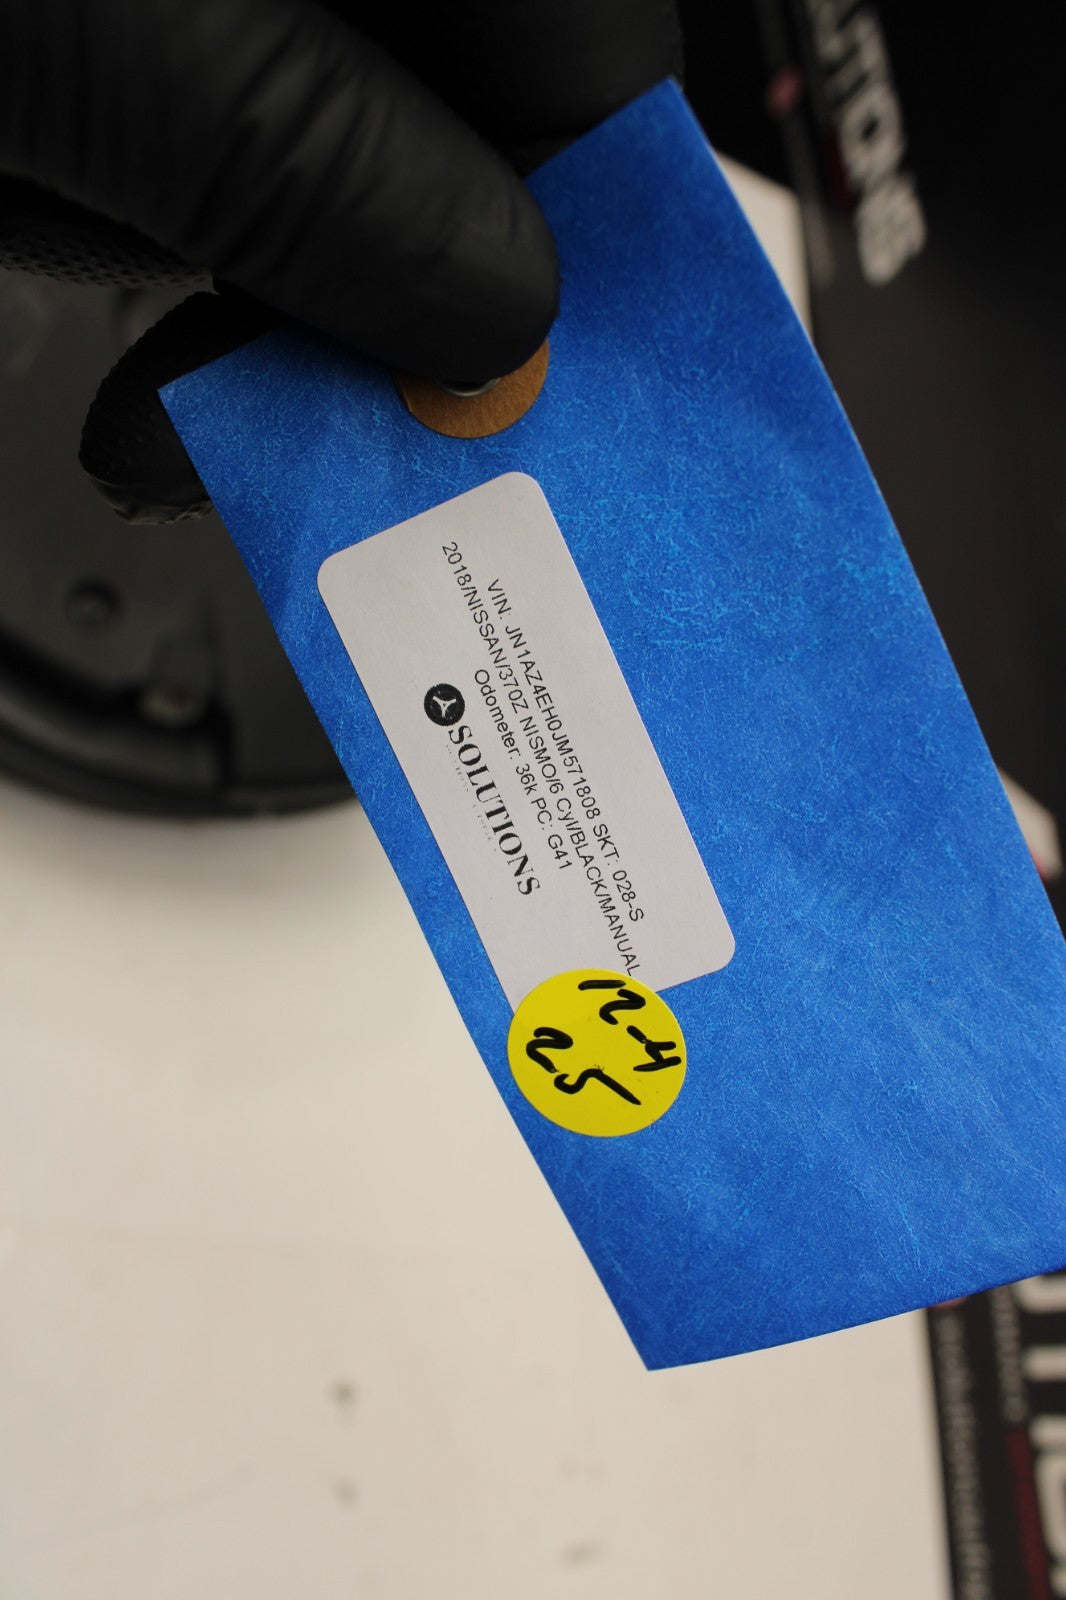 VIN: JN1AZ4EH0JM571808 SKT: 028-S
2018/NISSAN/370Z NISMO/6 Cyl/BLACK/MANUAL
Odometer: 36k PC: G41
SOLUTIONS
12-4
25